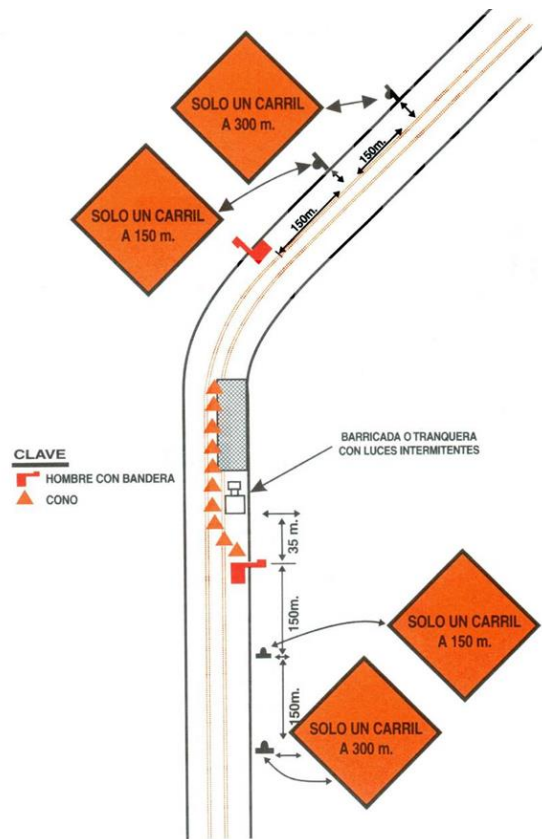 SOLO UN CARRIL
A 300 m.
SOLO UN CARRIL
A 150 m.
150m.
150m.
CLAVE
HOMBRE CON BANDERA
CONO
BARRICADA O TRANQUERA
CON LUCES INTERMITENTES
35 m.
150m.
150m.
SOLO UN CARRIL
A 150 m.
SOLO UN CARRIL
A 300 m.